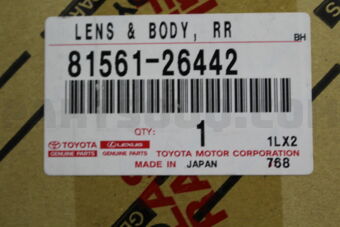 LENS & BODY, RR
BH
81561-26442
QTY: 1
1LX2
TOYOTA LEXUS
GENUINE PARTS GENUINE PARTS
TOYOTA MOTOR CORPORATION
MADE IN JAPAN 768